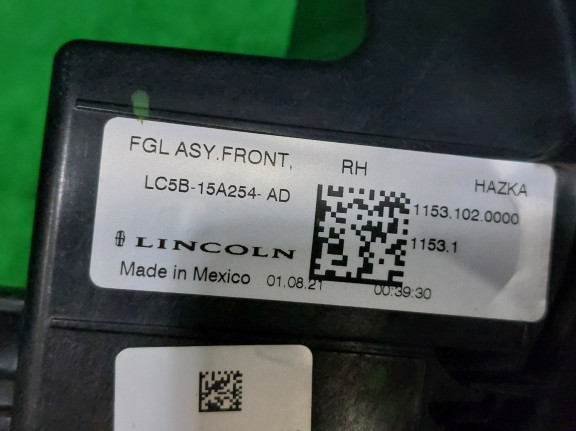 FGL ASY.FRONT, RH
HAZKA
LC5B-15A254- AD
1153.102.0000
1153.1
LINCOLN
Made in Mexico 01.08.21 00:39:30